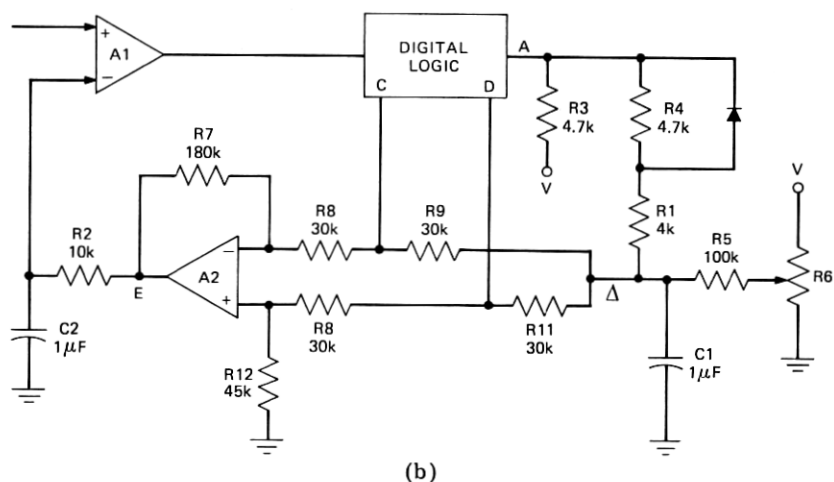 +
A1
−
DIGITAL
LOGIC
A
C
D
R3
4.7k
V
R4
4.7k
R1
4k
V
R5
100k
R6
R7
180k
R8
30k
R9
30k
R2
10k
E
A2
−
+
R8
30k
R11
30k
Δ
C2
1μF
R12
45k
C1
1μF
(b)